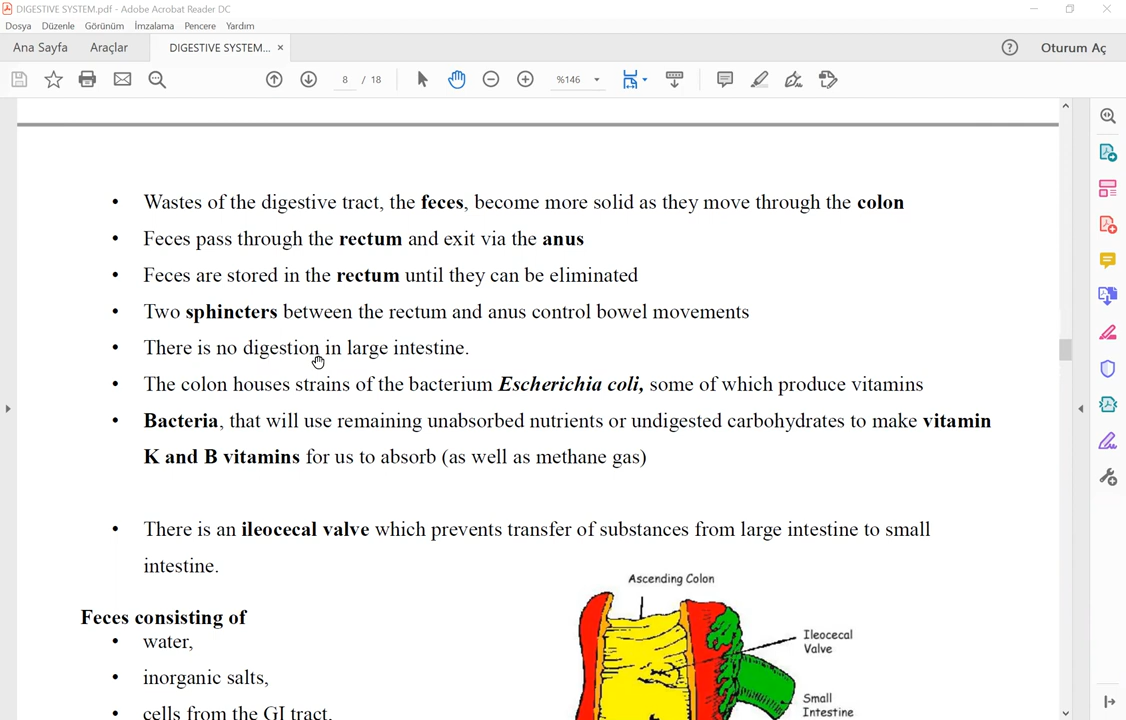 DIGESTIVE SYSTEM.pdf - Adobe Acrobat Reader DC
Dosya Düzenle Görünüm İmzalama Pencere Yardım
Ana Sayfa Araçlar DIGESTIVE SYSTEM... × Oturum Aç
8 / 18 %146
• Wastes of the digestive tract, the feces, become more solid as they move through the colon
• Feces pass through the rectum and exit via the anus
• Feces are stored in the rectum until they can be eliminated
• Two sphincters between the rectum and anus control bowel movements
• There is no digestion in large intestine.
• The colon houses strains of the bacterium Escherichia coli, some of which produce vitamins
• Bacteria, that will use remaining unabsorbed nutrients or undigested carbohydrates to make vitamin
K and B vitamins for us to absorb (as well as methane gas)
• There is an ileocecal valve which prevents transfer of substances from large intestine to small
intestine.
Ascending Colon
Feces consisting of
• water,
Ileocecal
Valve
• inorganic salts,
Small
Intestine
• cells from the GI tract,